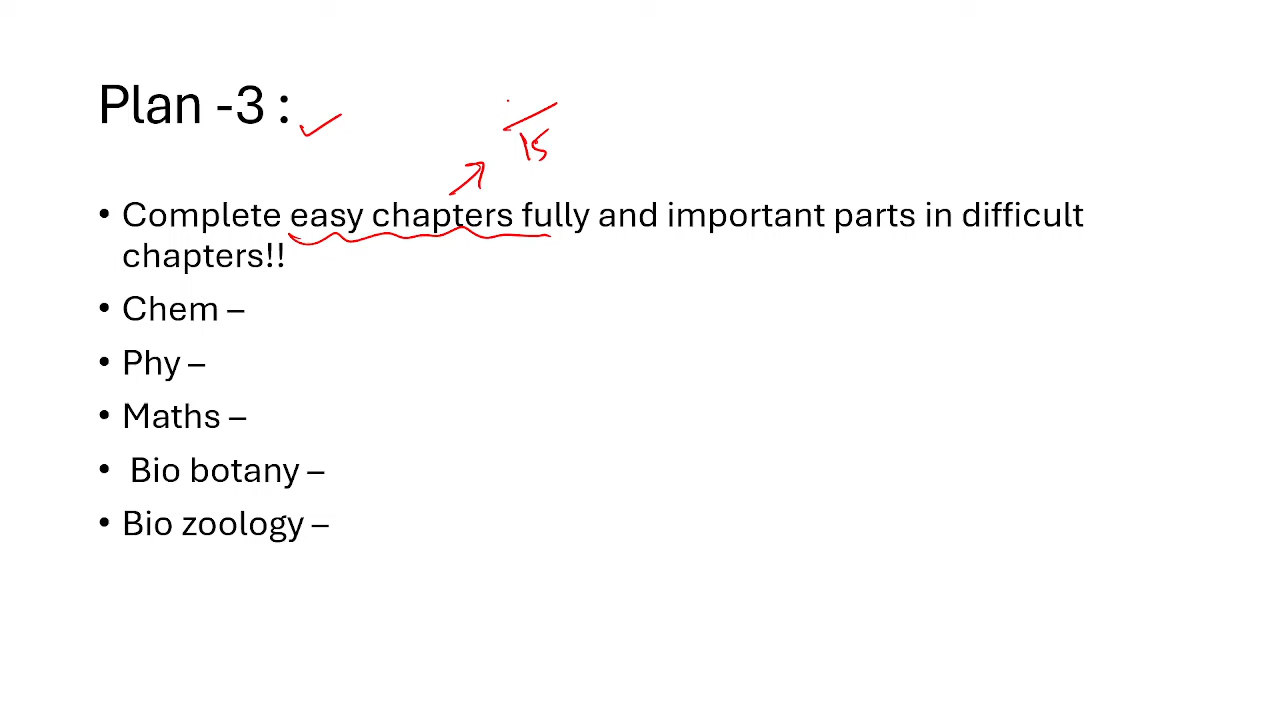 Plan -3 :
15
• Complete easy chapters fully and important parts in difficult
chapters!!
• Chem –
• Phy –
• Maths –
• Bio botany –
• Bio zoology –